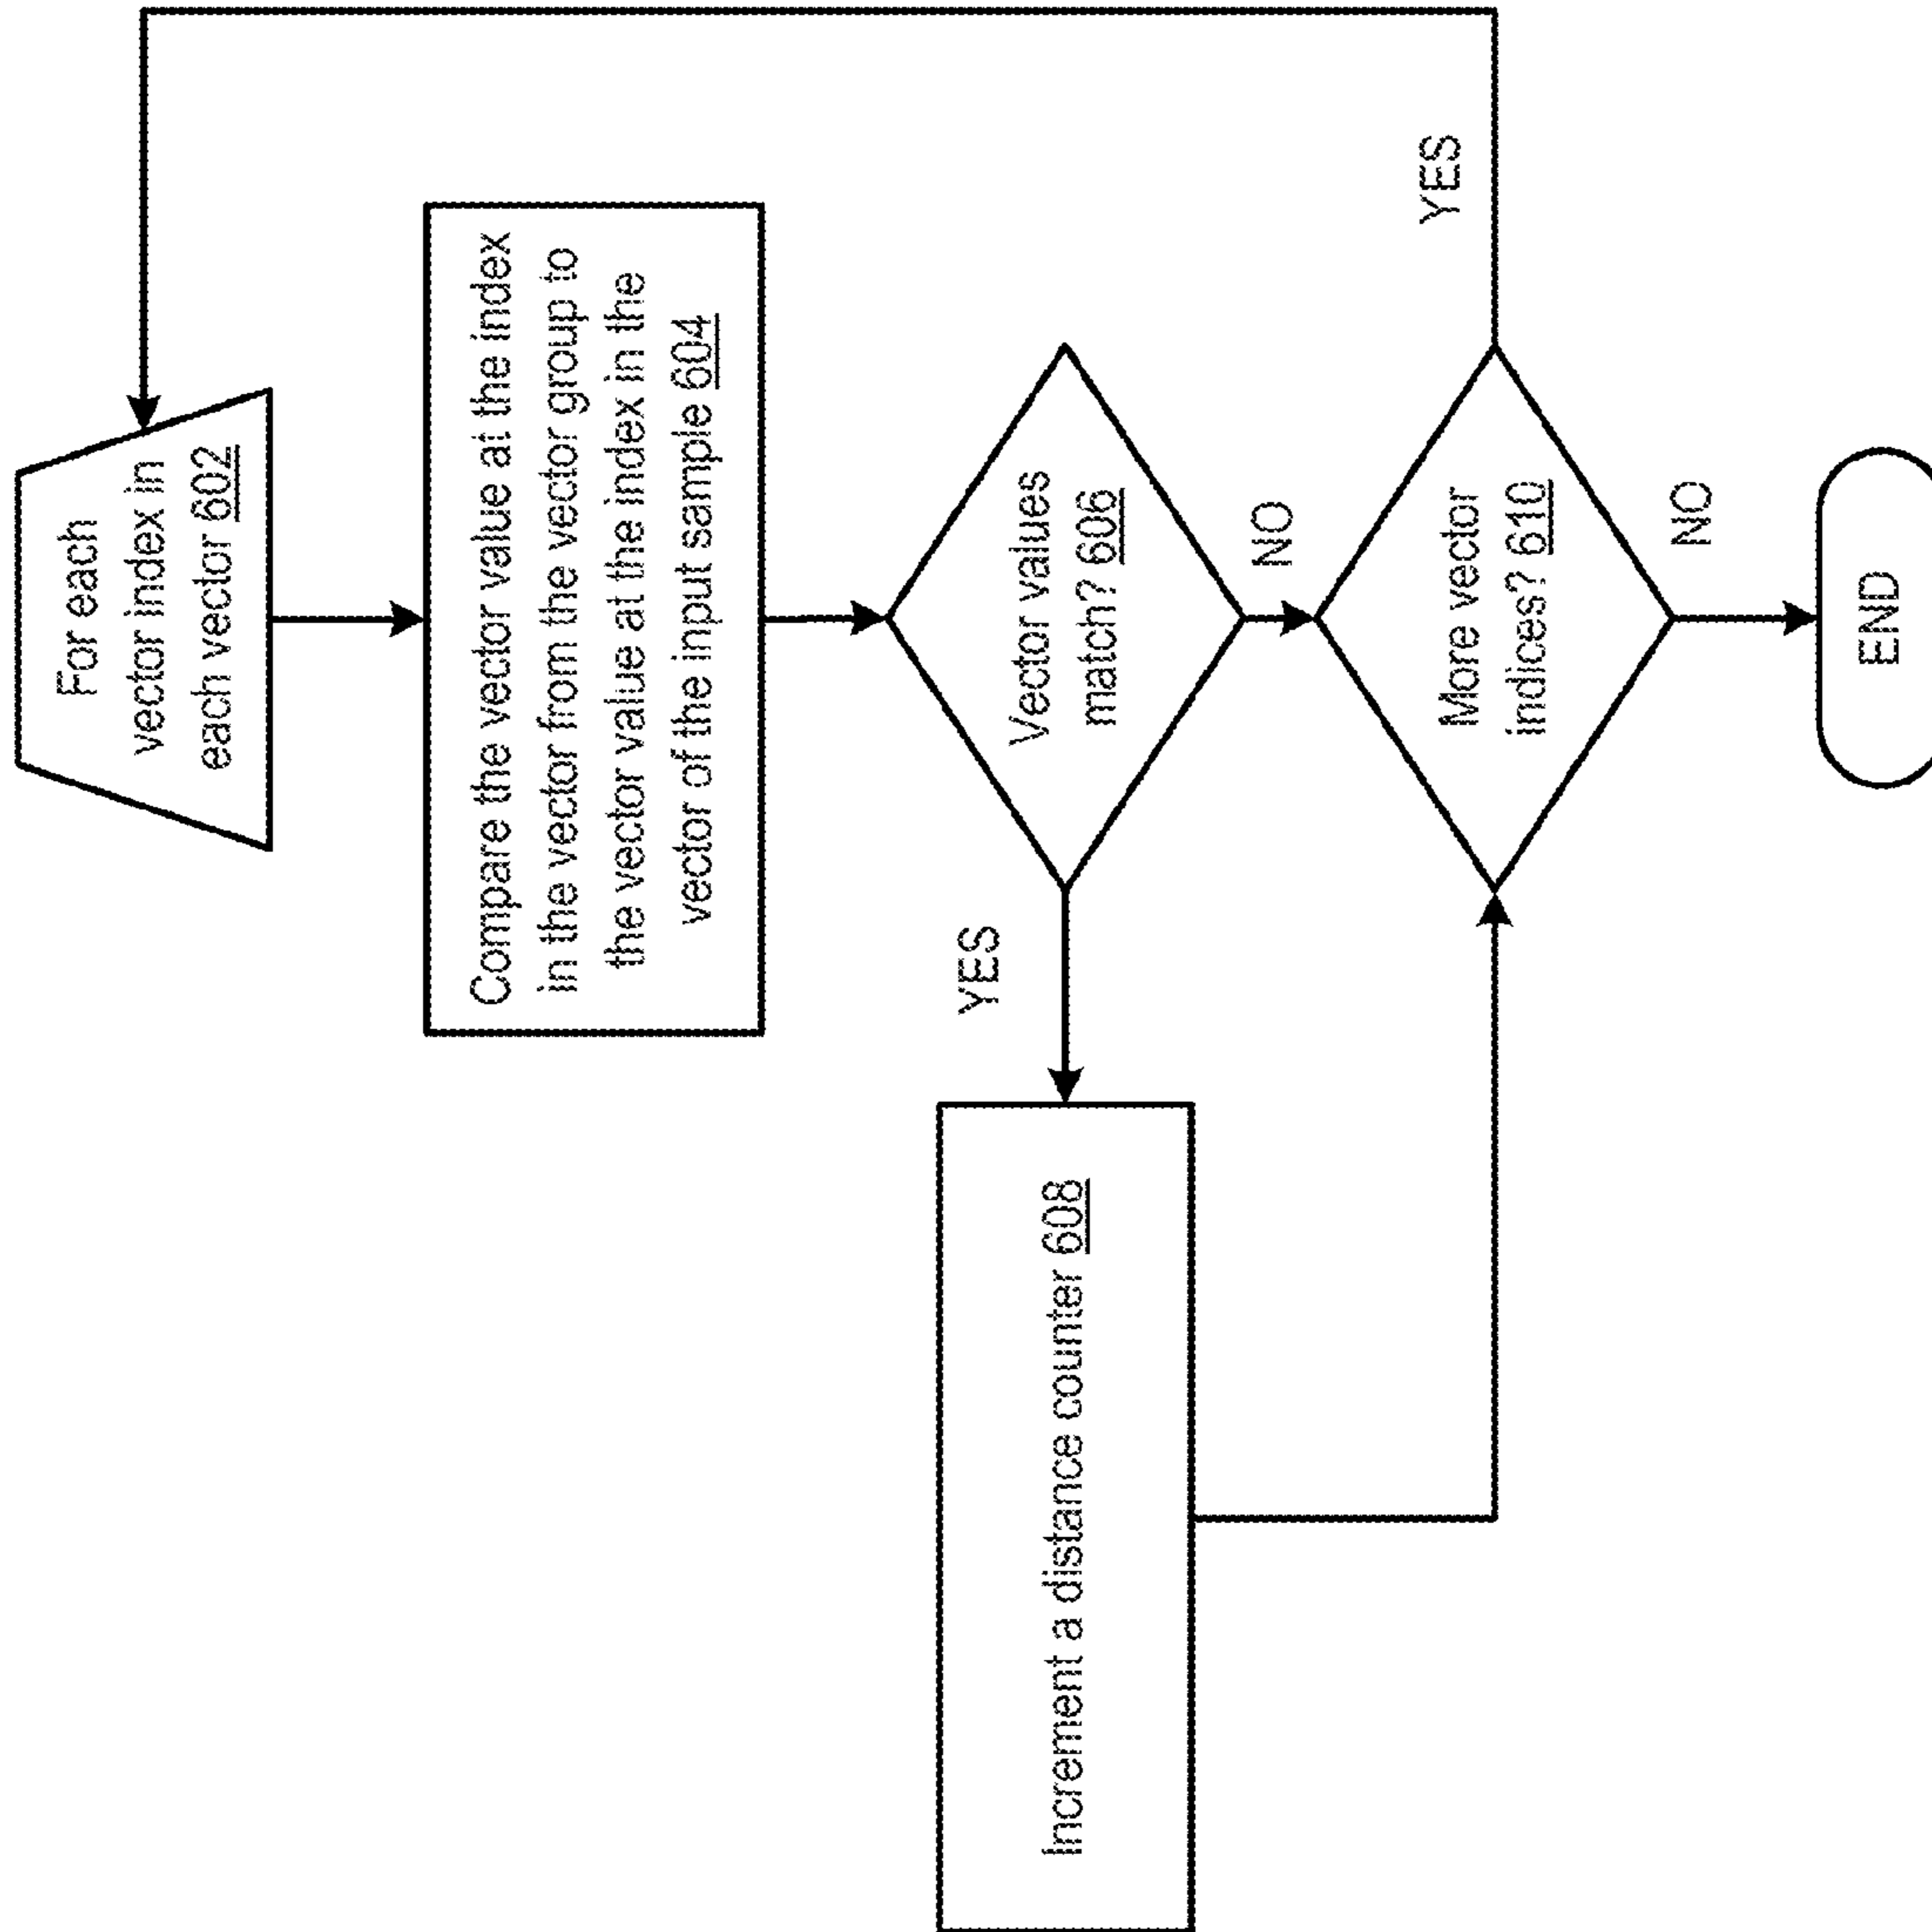 For each
vector index in
each vector 602
Compare the vector value at the index
in the vector from the vector group to
the vector value at the index in the
vector of the input sample 604
Vector values
match? 606
YES
NO
Increment a distance counter 608
More vector
indices? 610
YES
NO
END